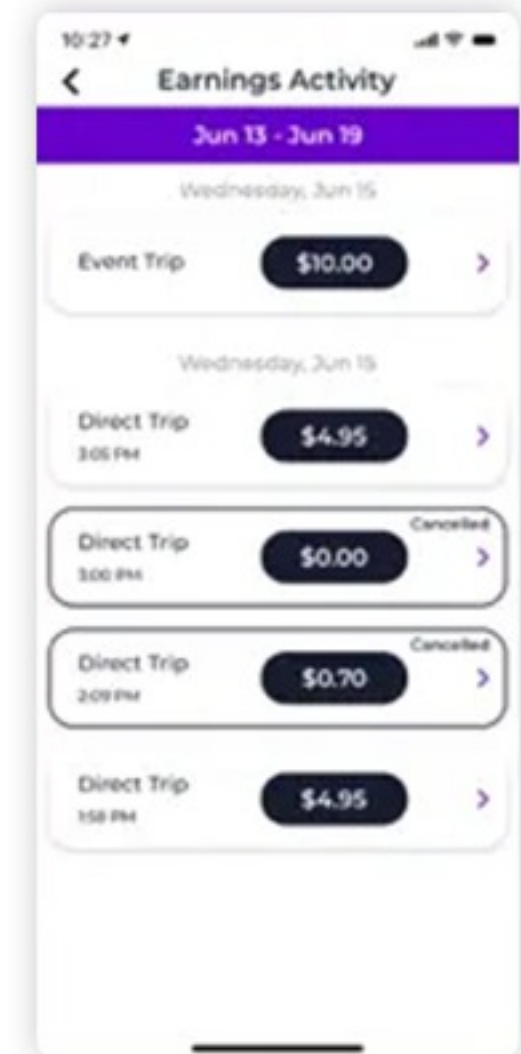 10:27
Earnings Activity
Jun 13 - Jun 19
Wednesday, Jun 15
Event Trip $10.00
Wednesday, Jun 15
Direct Trip $4.95
3:05 PM
Cancelled
Direct Trip $0.00
3:00 PM
Cancelled
Direct Trip $0.70
2:09 PM
Direct Trip $4.95
1:58 PM